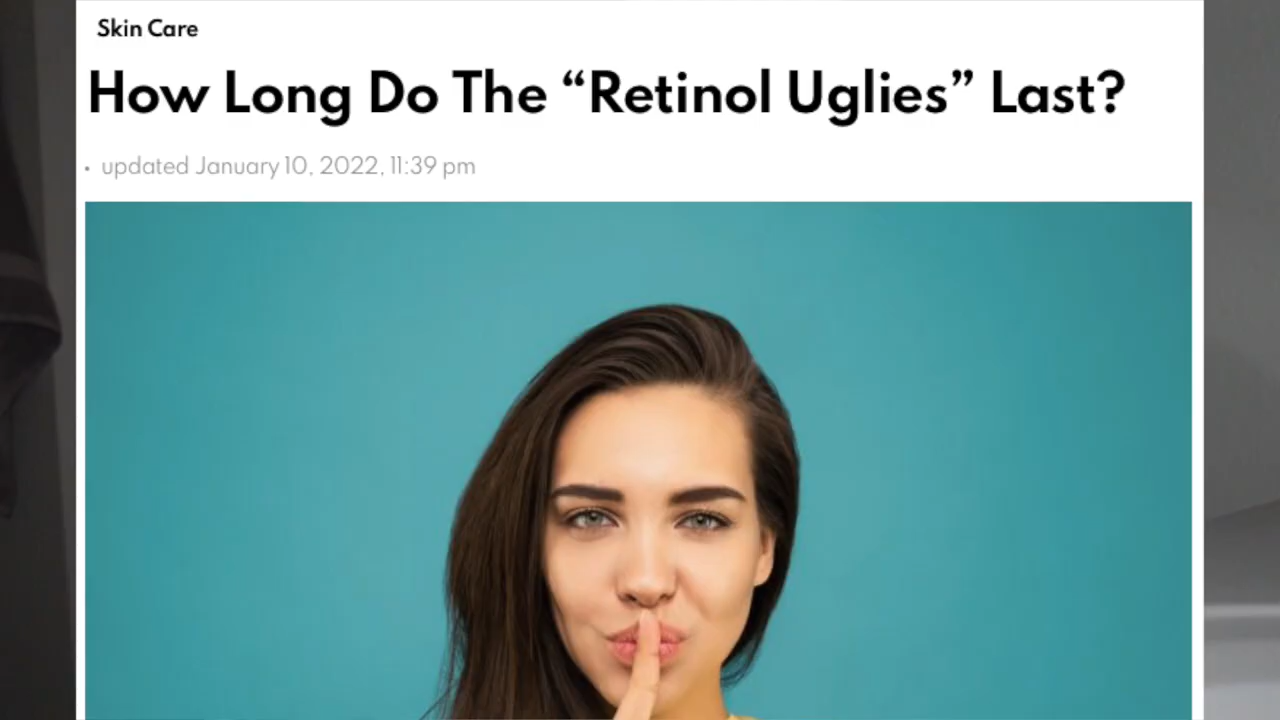 Skin Care
How Long Do The “Retinol Uglies” Last?
• updated January 10, 2022, 11:39 pm